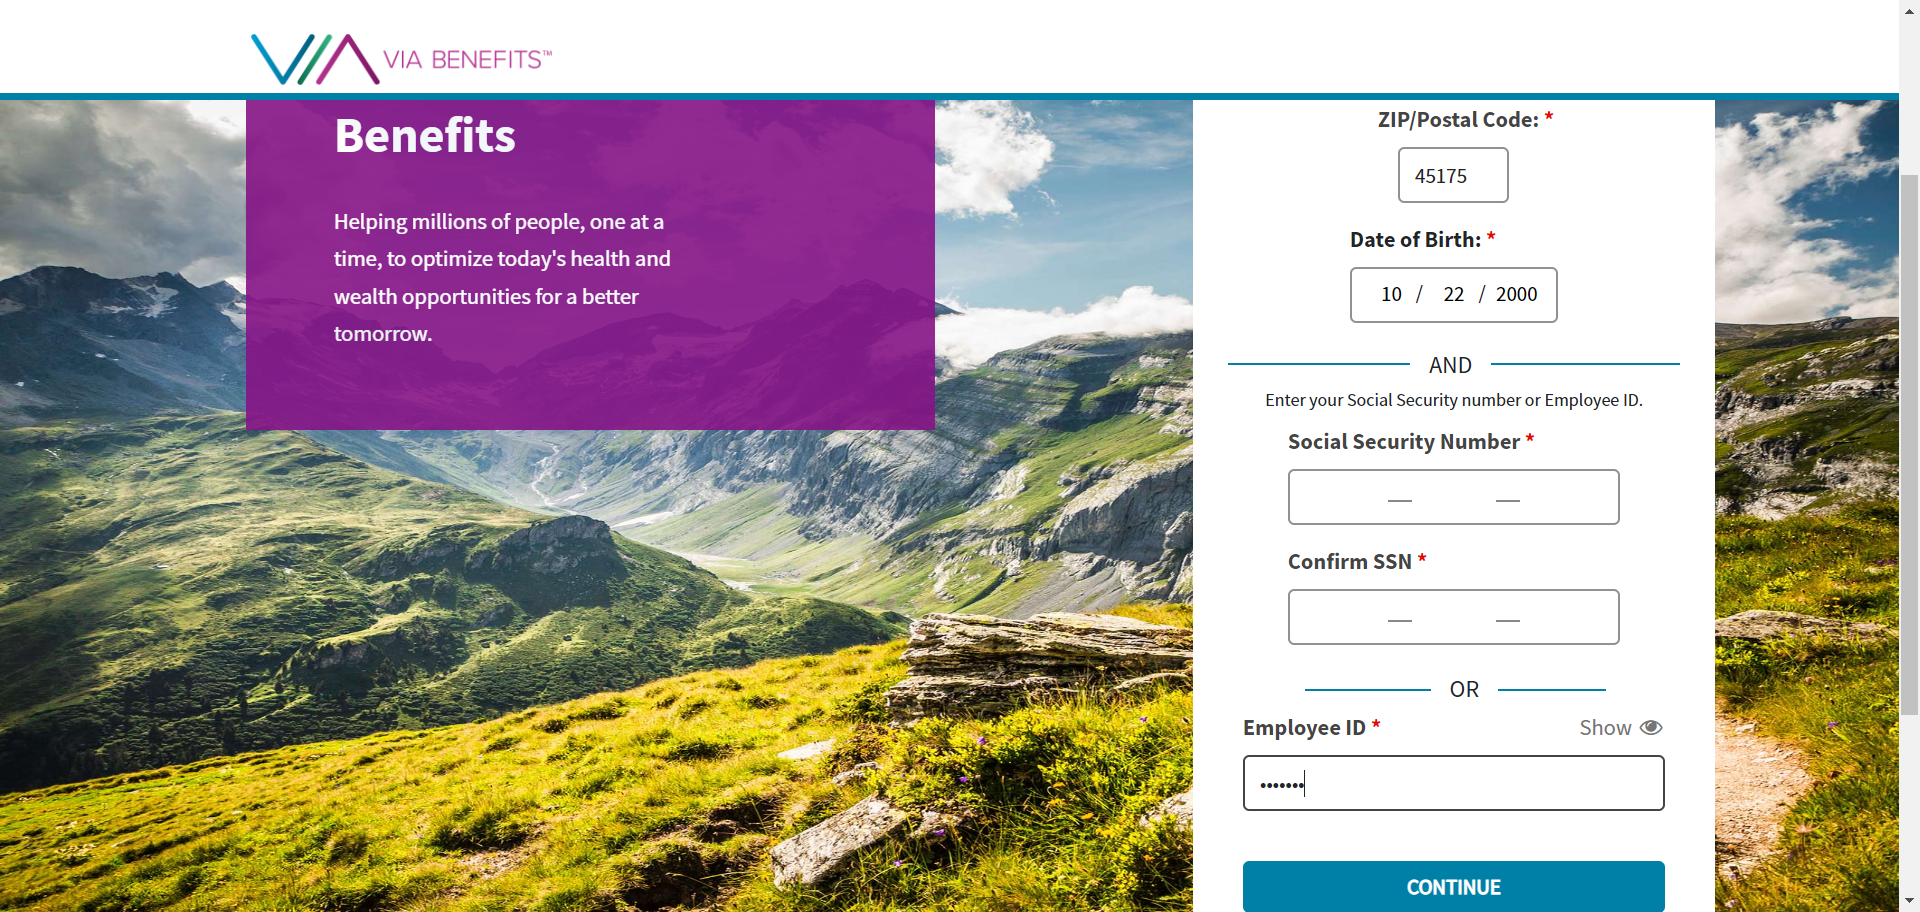 VIA BENEFITS™
Benefits
Helping millions of people, one at a
time, to optimize today's health and
wealth opportunities for a better
tomorrow.
ZIP/Postal Code: *
45175
Date of Birth: *
10 / 22 / 2000
AND
Enter your Social Security number or Employee ID.
Social Security Number *
Confirm SSN *
OR
Employee ID *
Show
•••••••
CONTINUE